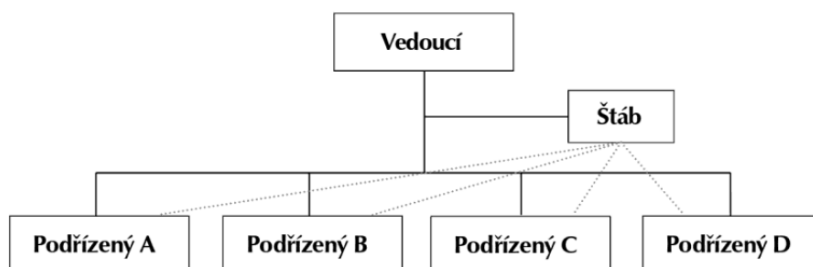 Vedoucí
Štáb
Podřízený A
Podřízený B
Podřízený C
Podřízený D